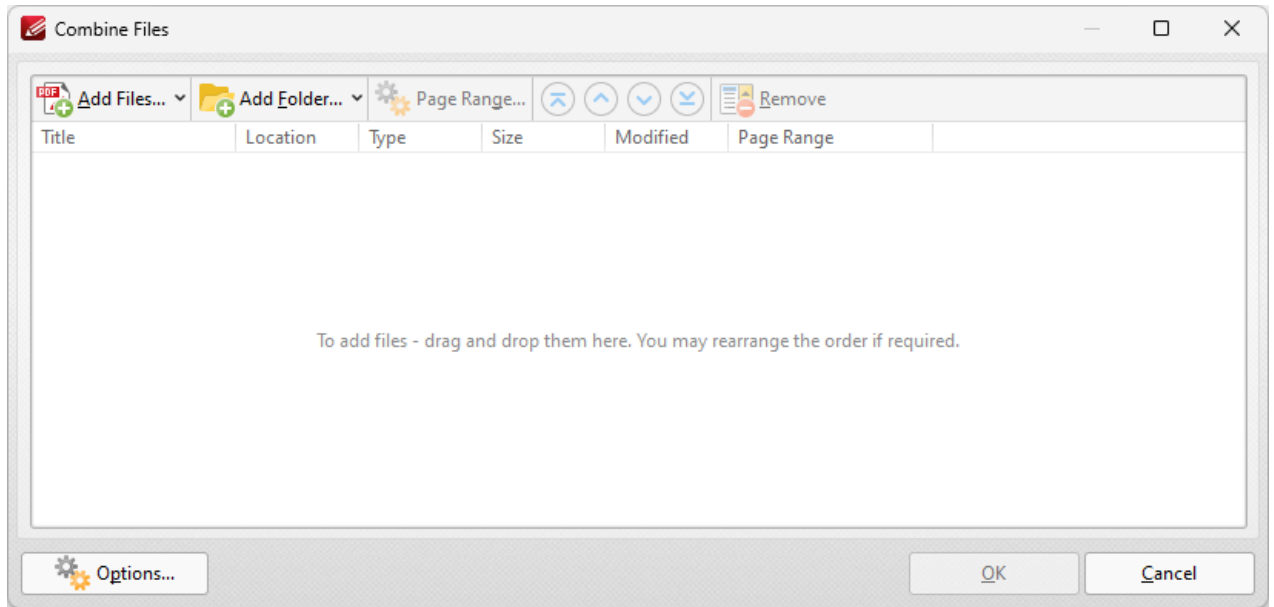 Combine Files
PDF
Add Files... Add Folder... Page Range... Remove
Title Location Type Size Modified Page Range
To add files - drag and drop them here. You may rearrange the order if required.
Options... OK Cancel